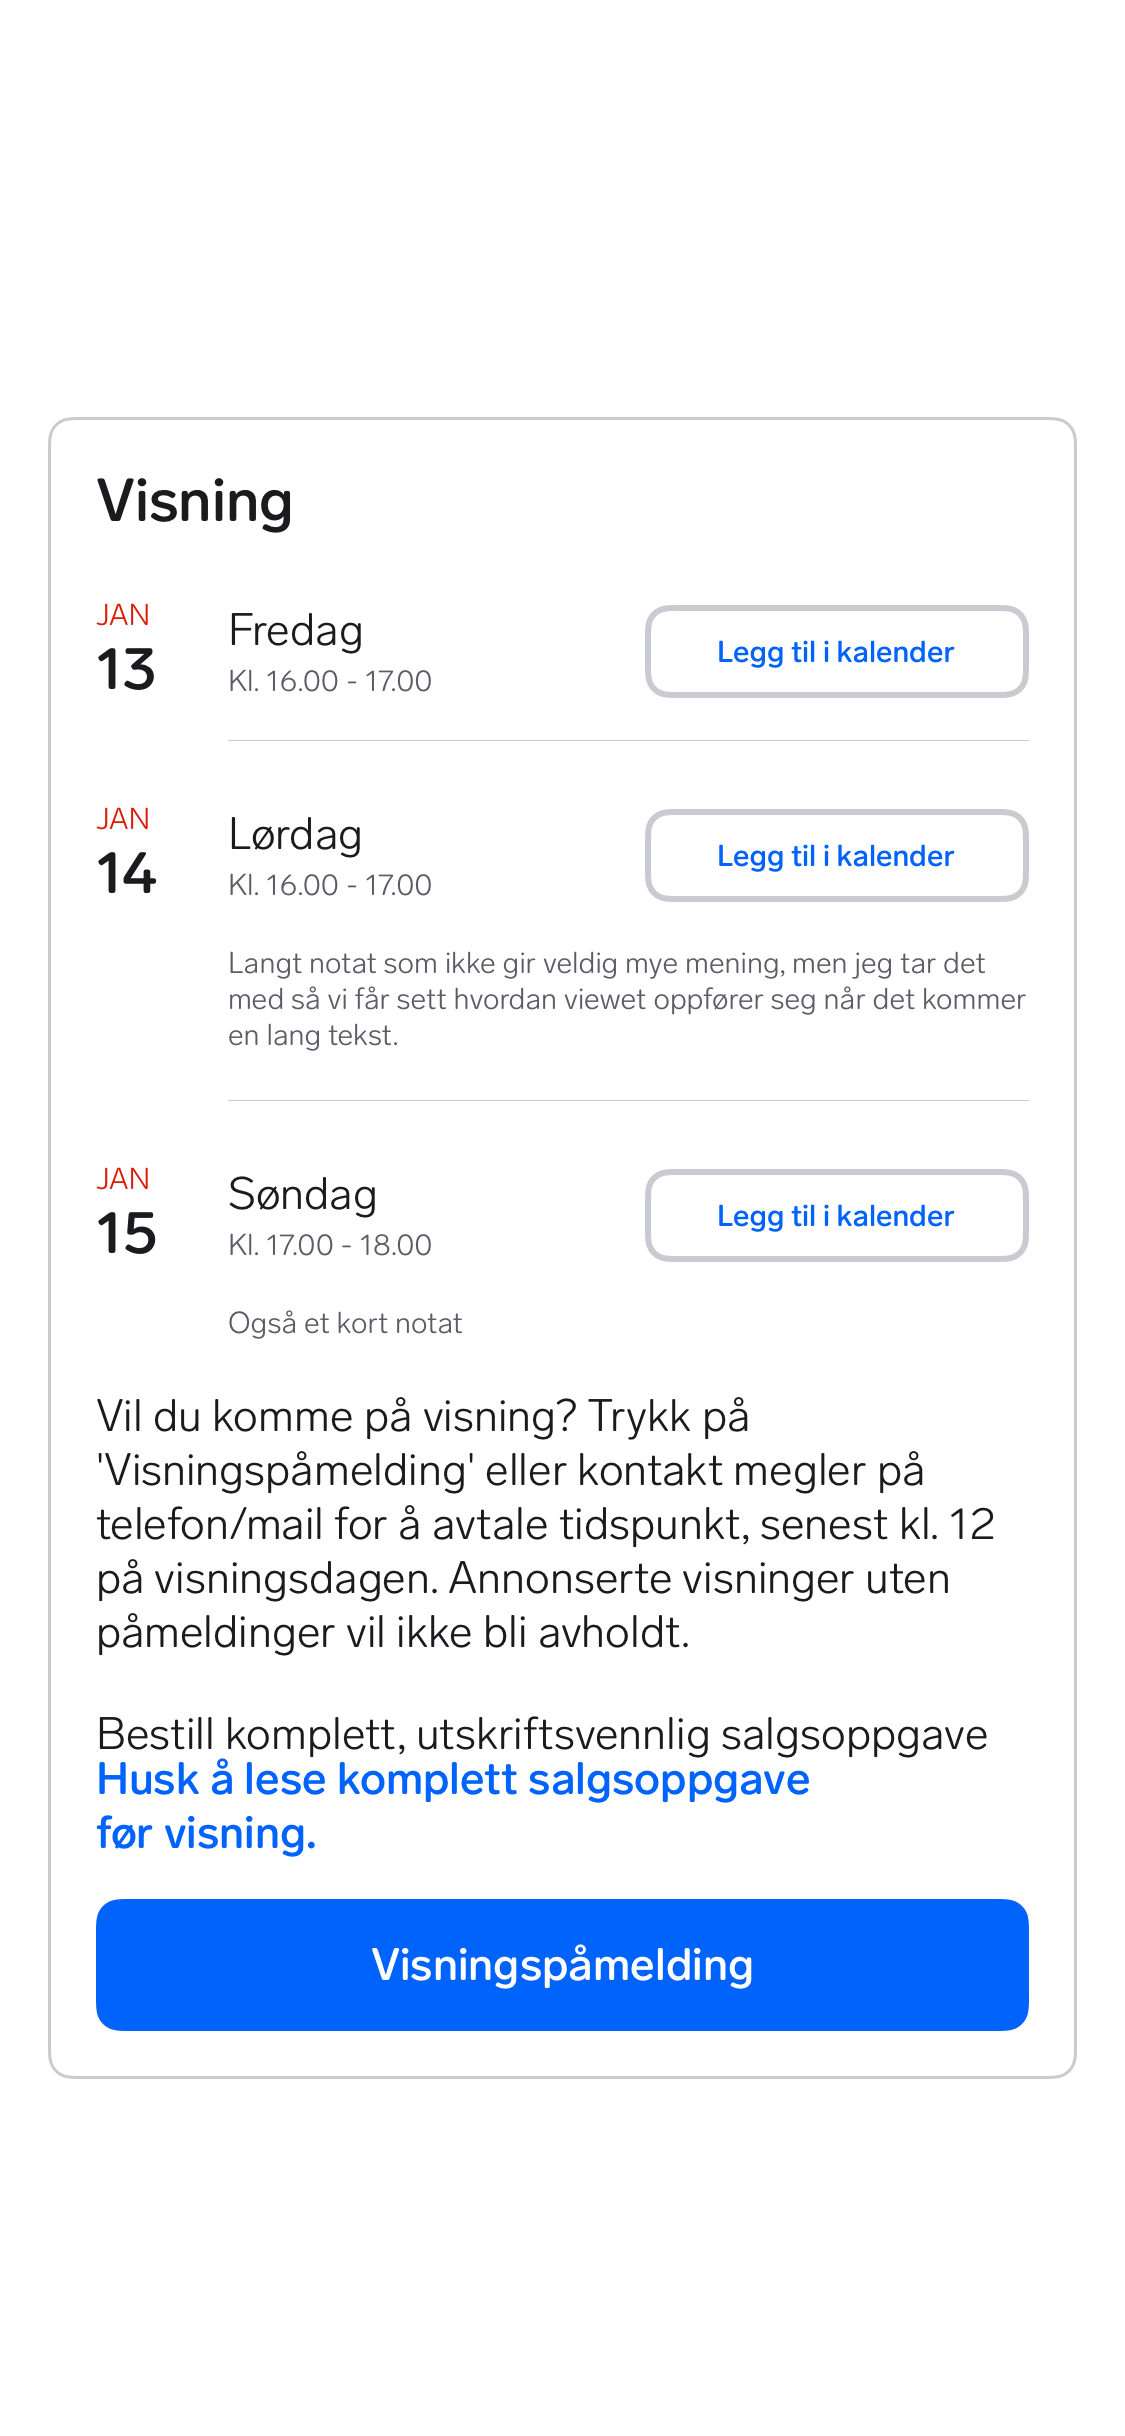 Visning
JAN
13
Fredag
Kl. 16.00 - 17.00
Legg til i kalender
JAN
14
Lørdag
Kl. 16.00 - 17.00
Legg til i kalender
Langt notat som ikke gir veldig mye mening, men jeg tar det
med så vi får sett hvordan viewet oppfører seg når det kommer
en lang tekst.
JAN
15
Søndag
Kl. 17.00 - 18.00
Legg til i kalender
Også et kort notat
Vil du komme på visning? Trykk på
'Visningspåmelding' eller kontakt megler på
telefon/mail for å avtale tidspunkt, senest kl. 12
på visningsdagen. Annonserte visninger uten
påmeldinger vil ikke bli avholdt.
Bestill komplett, utskriftsvennlig salgsoppgave
Husk å lese komplett salgsoppgave
før visning.
Visningspåmelding